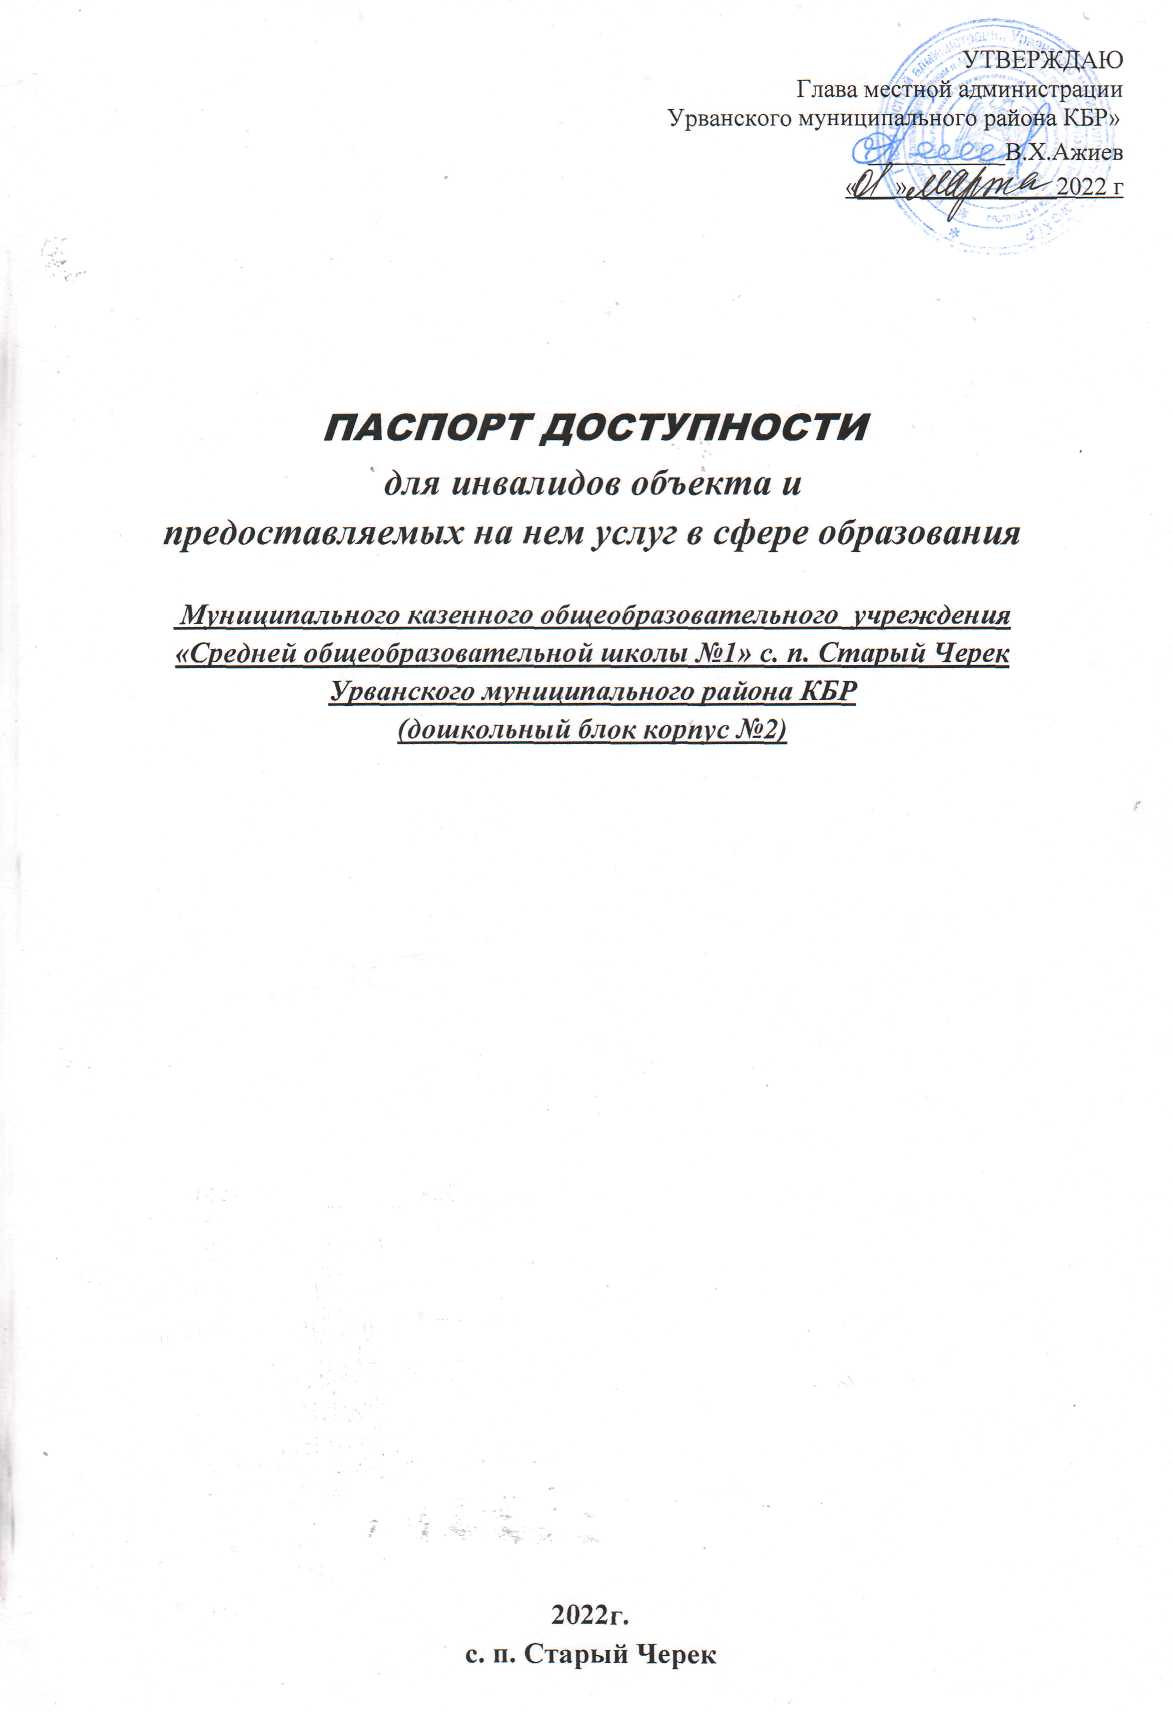 УТВЕРЖДАЮ
Глава местной администрации
Урванского муниципального района КБР»
___________В.Х.Ажиев
«01» марта 2022 г
ПАСПОРТ ДОСТУПНОСТИ
для инвалидов объекта и
предоставляемых на нем услуг в сфере образования
Муниципального казенного общеобразовательного учреждения
«Средней общеобразовательной школы №1» с. п. Старый Черек
Урванского муниципального района КБР
(дошкольный блок корпус №2)
2022г.
с. п. Старый Черек